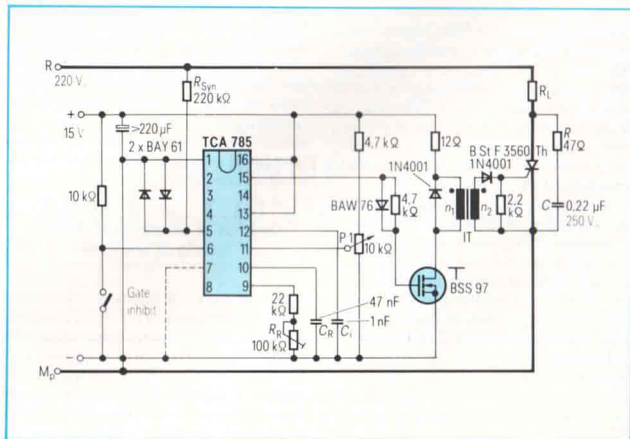 R
220 V~
+
15 V
>220 µF
2 x BAY 61
10 kΩ
Gate
inhibit
−
Mp
RSyn
220 kΩ
TCA 785
1 16
2 15
3 14
4 13
5 12
6 11
7 10
8 9
22
kΩ
RR
100 kΩ
CR
47 nF
C
1 nF
4,7 kΩ
BAW 76
4,7
kΩ
P1
10 kΩ
12Ω
1N4001
n1
n2
IT
BSS 97
B St F 3560 Th
1N4001
2,2
kΩ
RL
R
47Ω
C
0,22 µF
250 V~